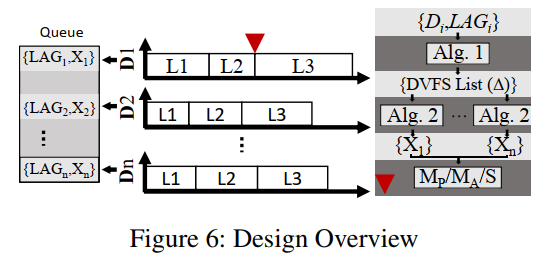 Queue
{LAG1,X1}
{LAG2,X2}
⋮
{LAGn,Xn}
D1
L1 L2 L3
D2
L1 L2 L3
⋮
Dn
L1 L2 L3
{Di,LAGi}
Alg. 1
{DVFS List (Δ)}
Alg. 2 ··· Alg. 2
{X1} {Xn}
MP/MA/S
Figure 6: Design Overview